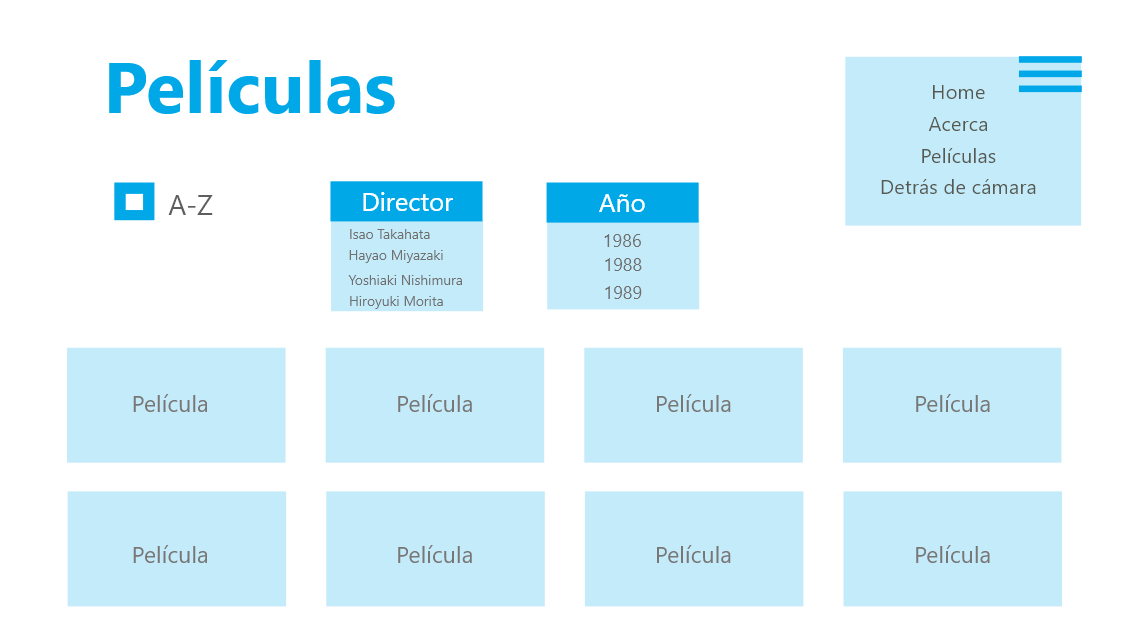 Películas
Home
Acerca
Películas
Detrás de cámara
A-Z
Director
Isao Takahata
Hayao Miyazaki
Yoshiaki Nishimura
Hiroyuki Morita
Año
1986
1988
1989
Película
Película
Película
Película
Película
Película
Película
Película